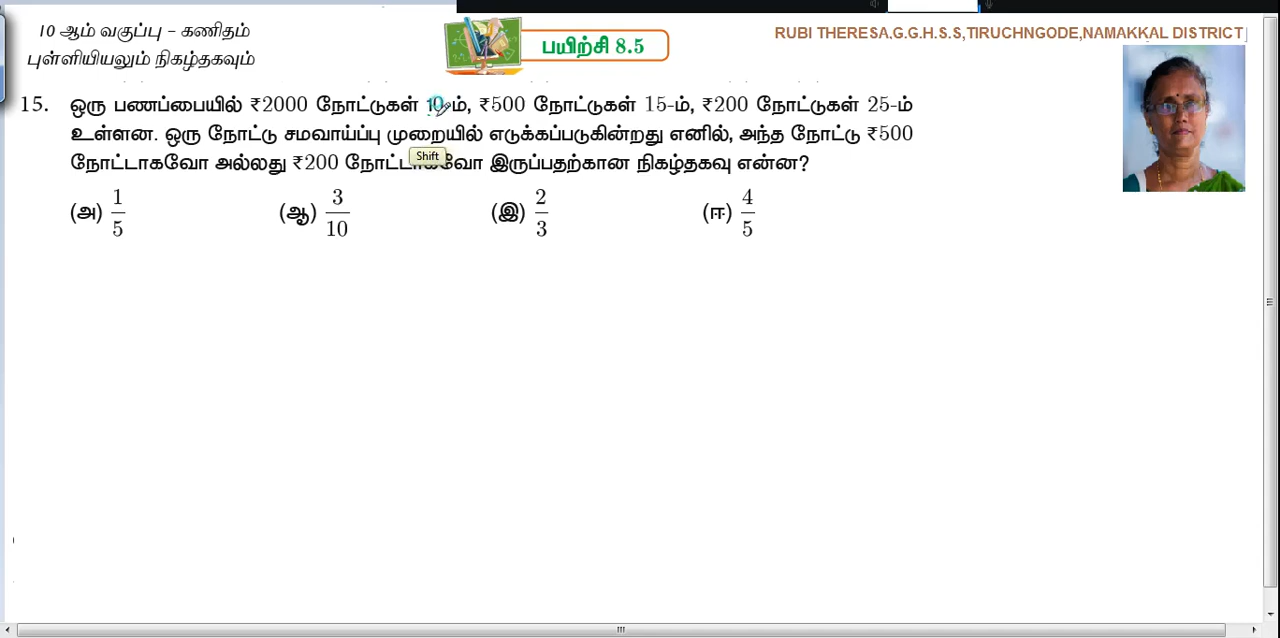 10 ஆம் வகுப்பு – கணிதம்
புள்ளியியலும் நிகழ்தகவும்
பயிற்சி 8.5
RUBI THERESA,G.G.H.S.S,TIRUCHNGODE,NAMAKKAL DISTRICT
15. ஒரு பணப்பையில் ₹2000 நோட்டுகள் 10-ம், ₹500 நோட்டுகள் 15-ம், ₹200 நோட்டுகள் 25-ம்
உள்ளன. ஒரு நோட்டு சமவாய்ப்பு முறையில் எடுக்கப்படுகின்றது எனில், அந்த நோட்டு ₹500
Shift
நோட்டாகவோ அல்லது ₹200 நோட்டாகவோ இருப்பதற்கான நிகழ்தகவு என்ன?
(அ) 1/5 (ஆ) 3/10 (இ) 2/3 (ஈ) 4/5